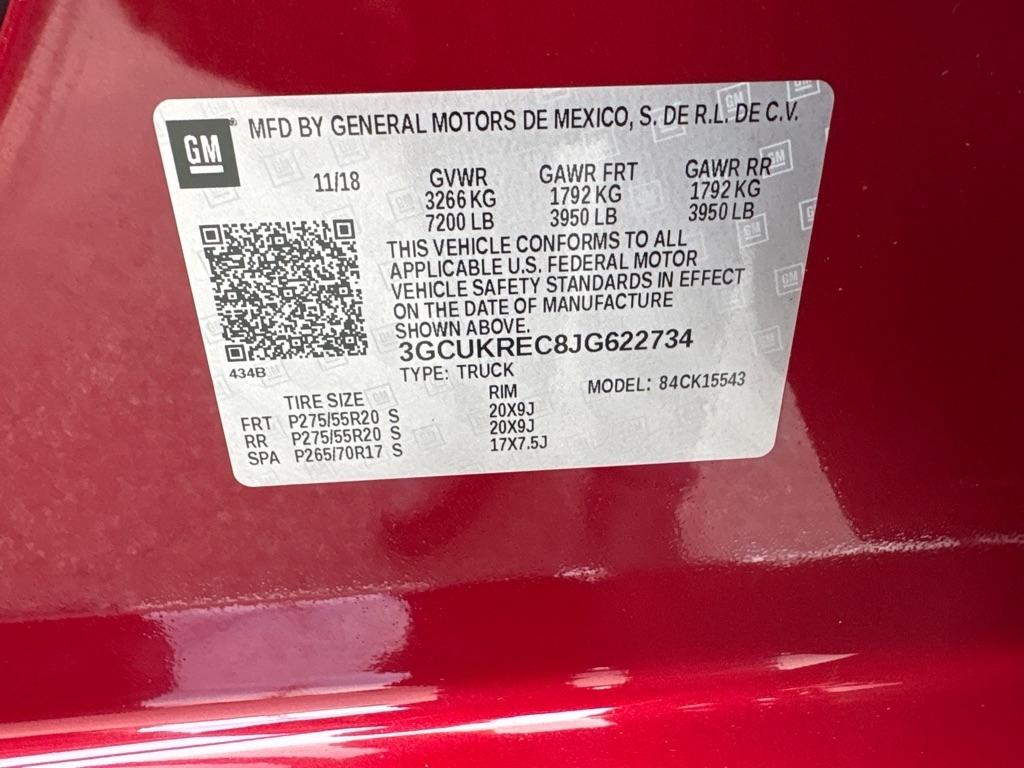 GM® MFD BY GENERAL MOTORS DE MEXICO, S. DE R.L. DE C.V.
11/18
GVWR GAWR FRT GAWR RR
3266 KG 1792 KG 1792 KG
7200 LB 3950 LB 3950 LB
THIS VEHICLE CONFORMS TO ALL
APPLICABLE U.S. FEDERAL MOTOR
VEHICLE SAFETY STANDARDS IN EFFECT
ON THE DATE OF MANUFACTURE
SHOWN ABOVE.
3GCUKREC8JG622734
434B
TYPE: TRUCK MODEL: 84CK15543
TIRE SIZE RIM
FRT P275/55R20 S 20X9J
RR P275/55R20 S 20X9J
SPA P265/70R17 S 17X7.5J